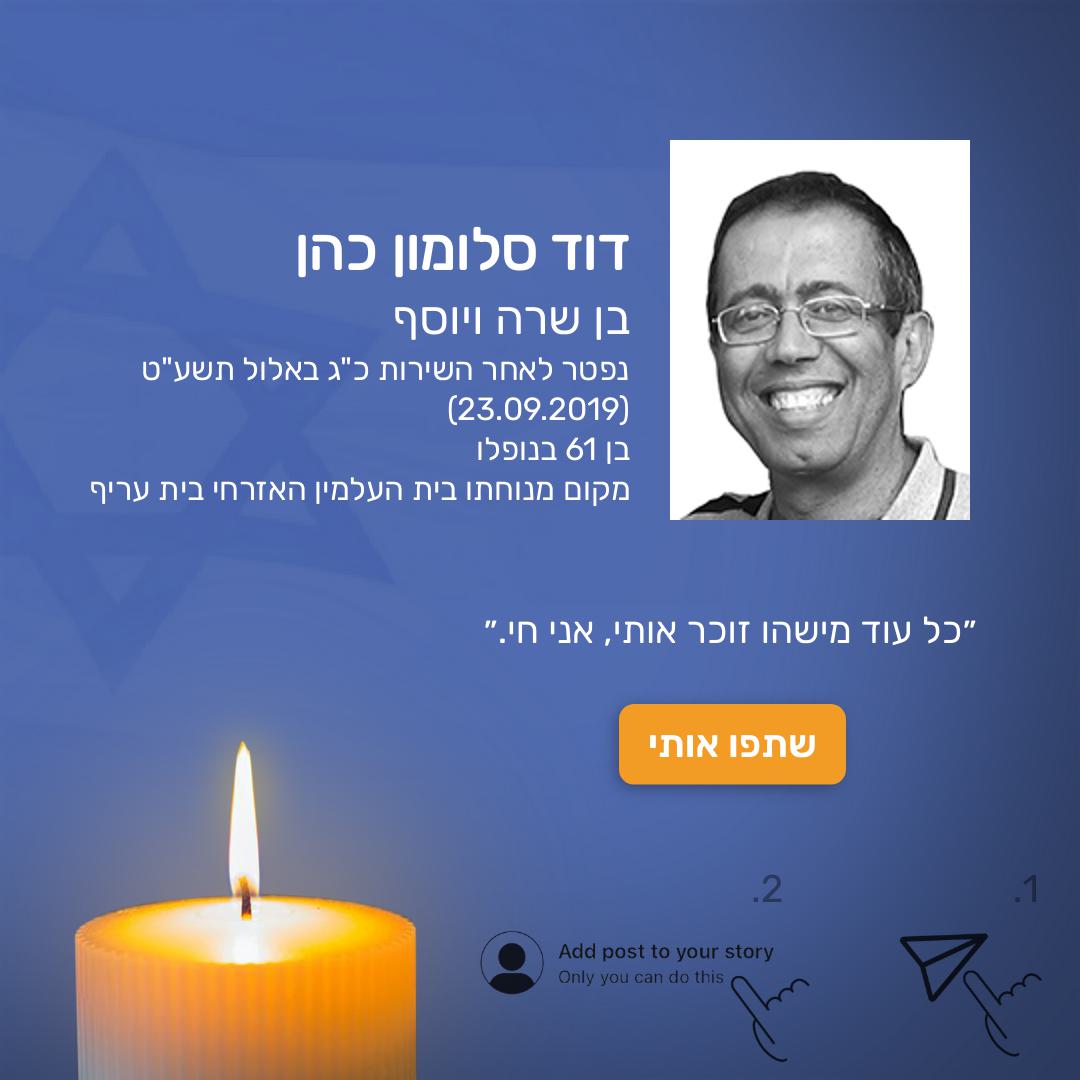 דוד סלומון כהן
בן שרה ויוסף
נפטר לאחר השירות כ"ג באלול תשע"ט
(23.09.2019)
בן 61 בנופלו
מקום מנוחתו בית העלמין האזרחי בית עריף
״כל עוד מישהו זוכר אותי, אני חי.״
שתפו אותי
1.
2.
Add post to your story
Only you can do this